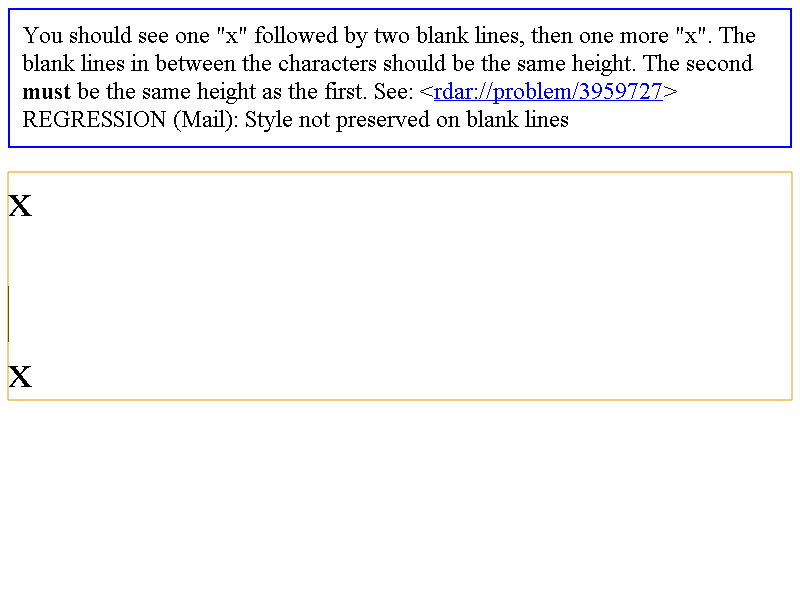 You should see one "x" followed by two blank lines, then one more "x". The
blank lines in between the characters should be the same height. The second
must be the same height as the first. See: <rdar://problem/3959727>
REGRESSION (Mail): Style not preserved on blank lines
x
x